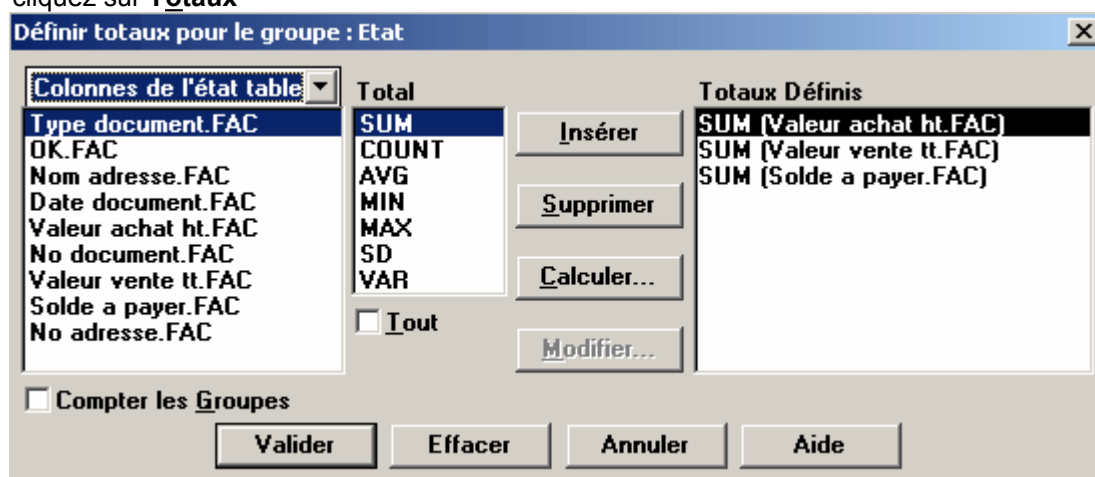 cliquez sur Totaux
Définir totaux pour le groupe : Etat
Colonnes de l'état table
Total
Totaux Définis
Type document.FAC
OK.FAC
Nom adresse.FAC
Date document.FAC
Valeur achat ht.FAC
No document.FAC
Valeur vente tt.FAC
Solde a payer.FAC
No adresse.FAC
SUM
COUNT
AVG
MIN
MAX
SD
VAR
Tout
Insérer
Supprimer
Calculer...
Modifier...
SUM (Valeur achat ht.FAC)
SUM (Valeur vente tt.FAC)
SUM (Solde a payer.FAC)
Compter les Groupes
Valider
Effacer
Annuler
Aide